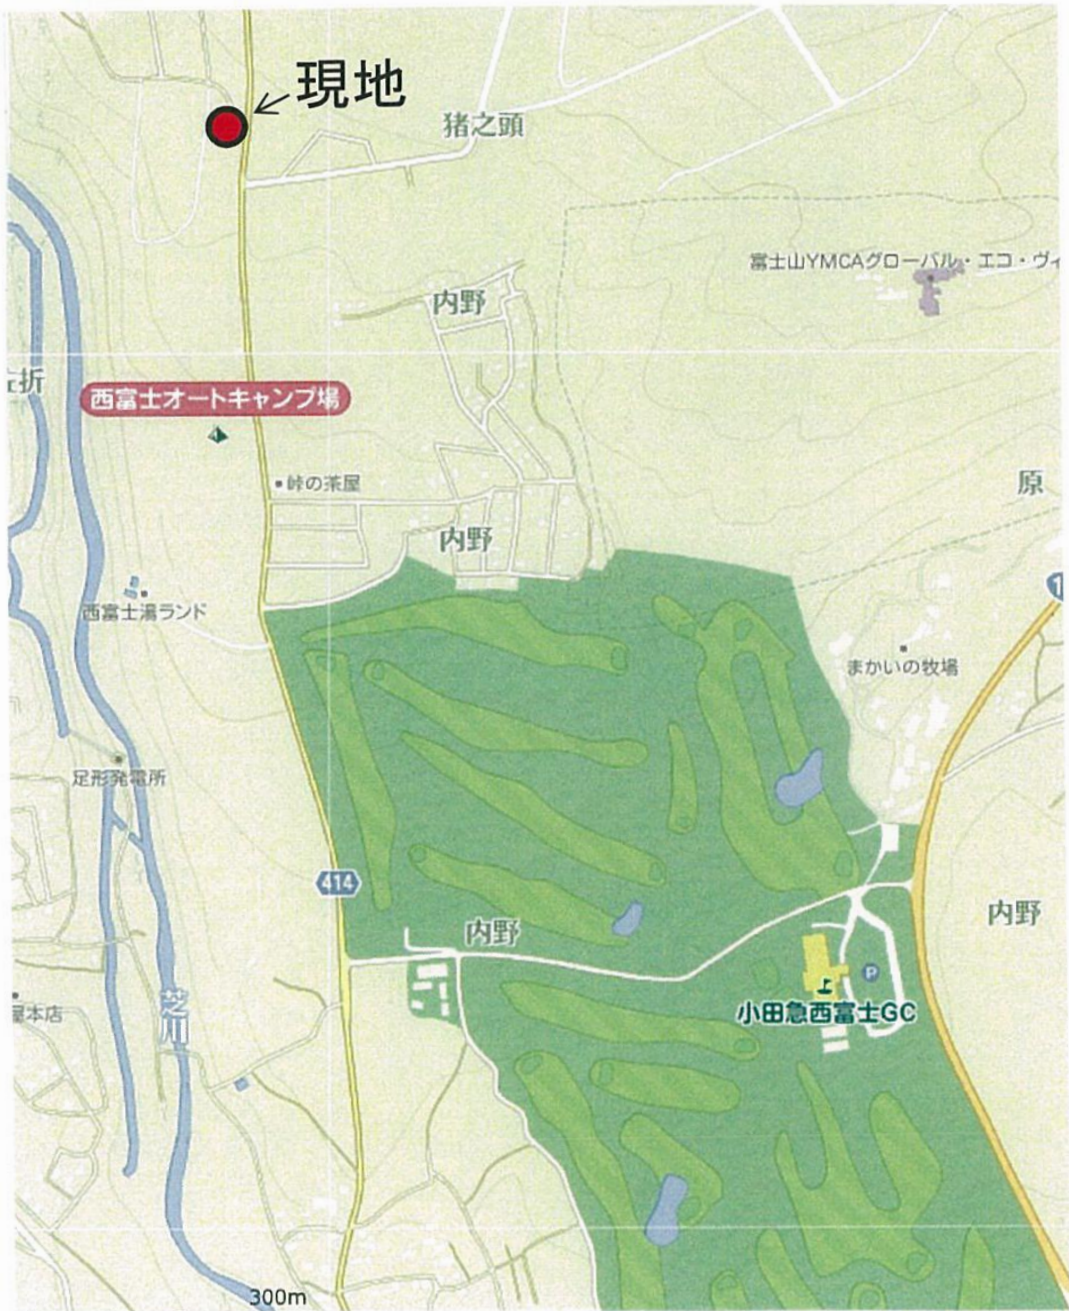 現地
猪之頭
富士山YMCAグローバル・エコ・ヴィ
内野
折
西富士オートキャンプ場
峠の茶屋
原
内野
1
西富士湯ランド
まかいの牧場
足形発電所
414
内野
内野
P
芝川
屋本店
小田急西富士GC
300m